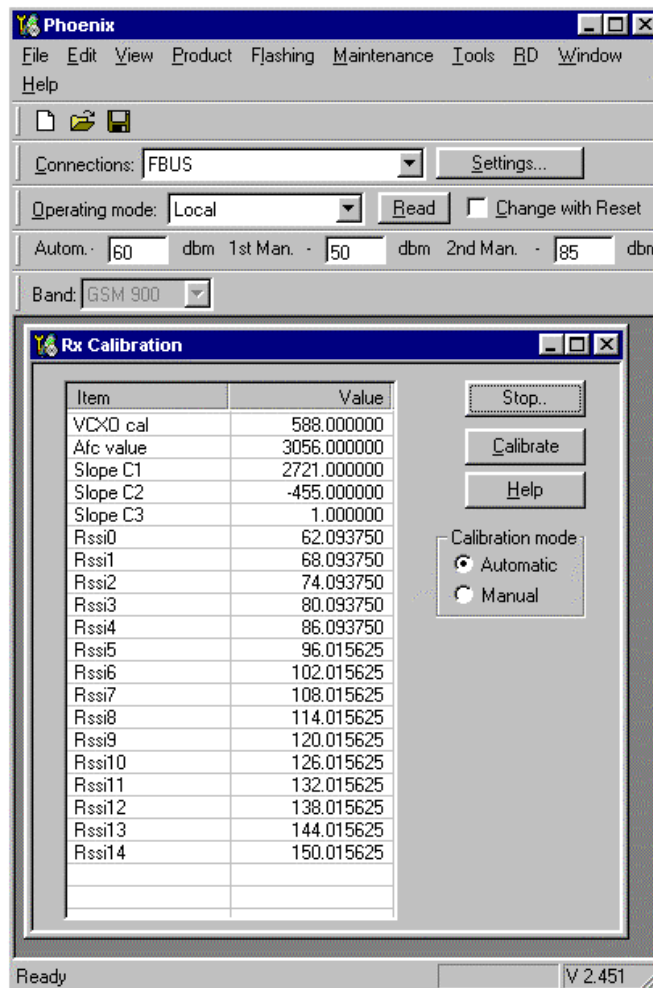 Phoenix
File Edit View Product Flashing Maintenance Tools RD Window
Help
Connections: FBUS Settings...
Operating mode: Local Read Change with Reset
Autom. - 60 dbm 1st Man. - 50 dbm 2nd Man. - 85 dbm
Band: GSM 900
Rx Calibration
Item Value
VCXO cal 588.000000
Afc value 3056.000000
Slope C1 2721.000000
Slope C2 -455.000000
Slope C3 1.000000
Rssi0 62.093750
Rssi1 68.093750
Rssi2 74.093750
Rssi3 80.093750
Rssi4 86.093750
Rssi5 96.015625
Rssi6 102.015625
Rssi7 108.015625
Rssi8 114.015625
Rssi9 120.015625
Rssi10 126.015625
Rssi11 132.015625
Rssi12 138.015625
Rssi13 144.015625
Rssi14 150.015625
Stop..
Calibrate
Help
Calibration mode
Automatic
Manual
Ready V 2.451